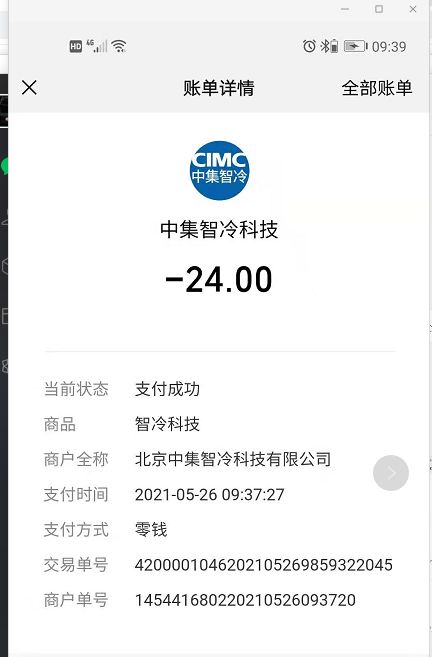 HD 4G 09:39
账单详情 全部账单
CIMC
中集智冷
中集智冷科技
-24.00
当前状态 支付成功
商品 智冷科技
商户全称 北京中集智冷科技有限公司
支付时间 2021-05-26 09:37:27
支付方式 零钱
交易单号 4200001046202105269859322045
商户单号 145441680220210526093720